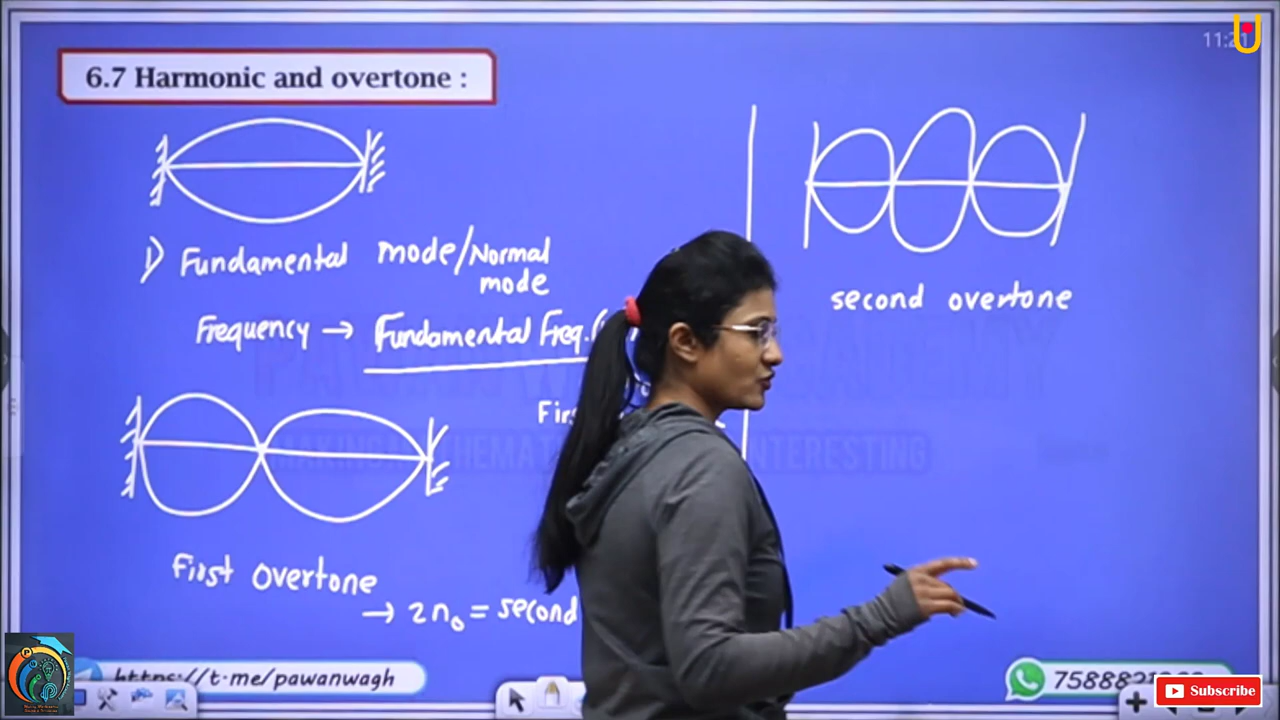 6.7 Harmonic and overtone :
1) Fundamental mode/Normal
mode
Frequency → Fundamental Freq.
First Overtone
→ 2n₀ = second
second overtone
https://t.me/pawanwagh
Subscribe